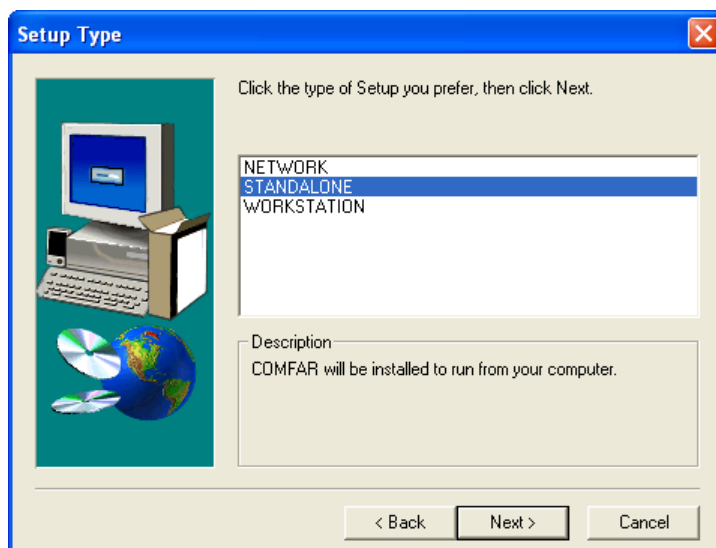 Setup Type
Click the type of Setup you prefer, then click Next.
NETWORK
STANDALONE
WORKSTATION
Description
COMFAR will be installed to run from your computer.
< Back
Next >
Cancel